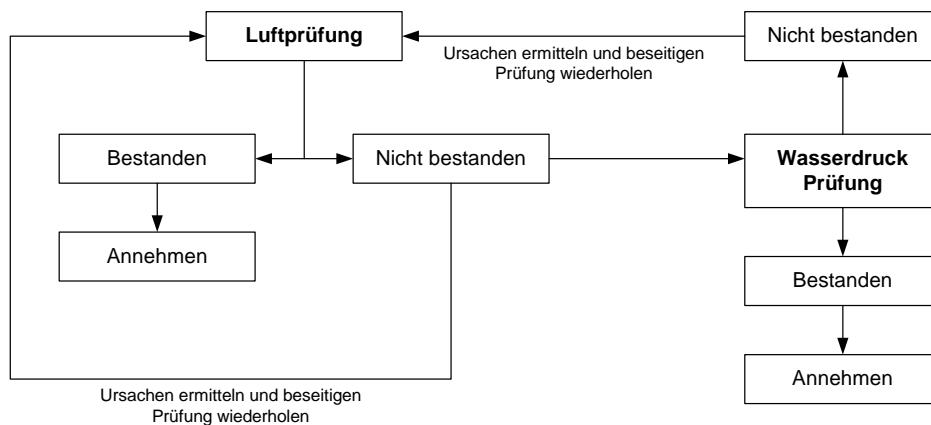 Luftprüfung
Nicht bestanden
Ursachen ermitteln und beseitigen
Prüfung wiederholen
Bestanden
Nicht bestanden
Wasserdruck
Prüfung
Annehmen
Bestanden
Annehmen
Ursachen ermitteln und beseitigen
Prüfung wiederholen